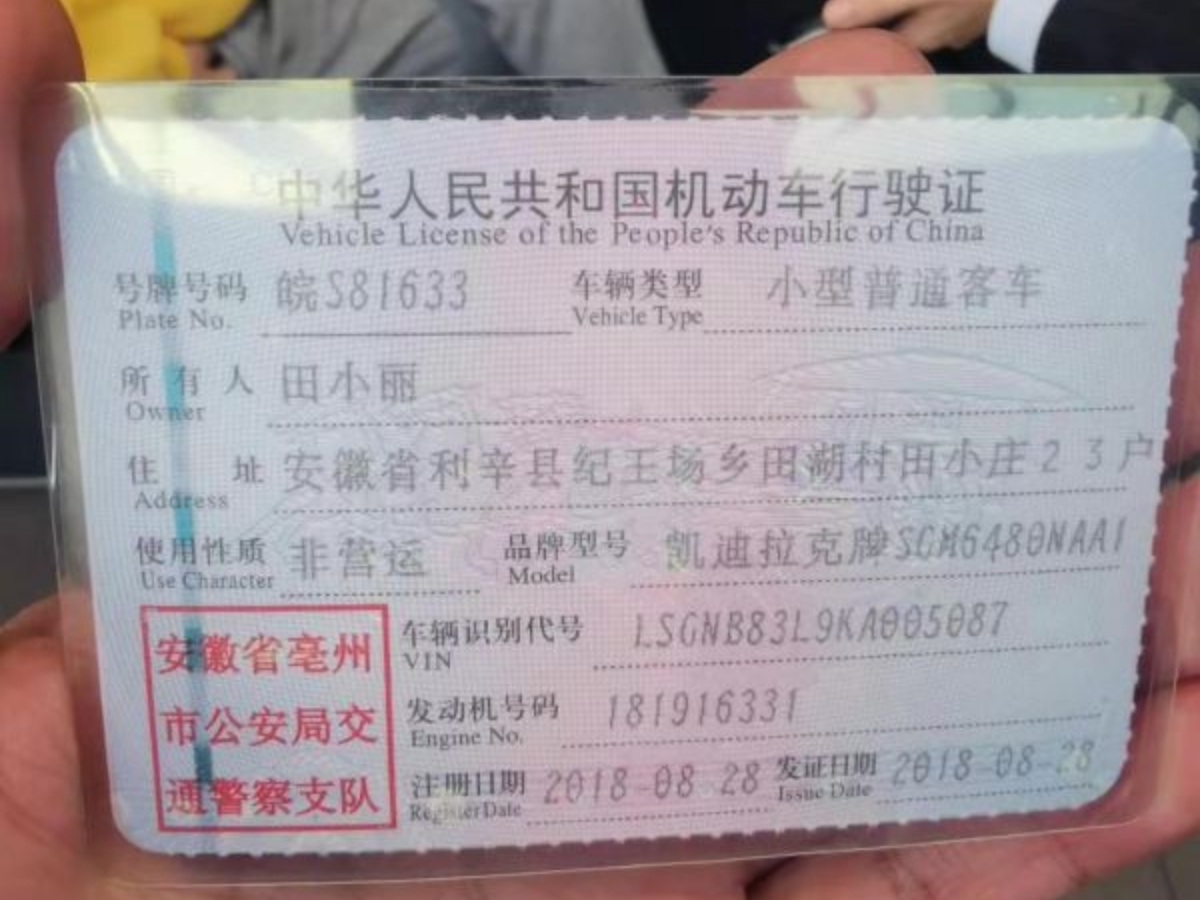 中华人民共和国机动车行驶证
Vehicle License of the People's Republic of China
号牌号码 皖S81633 车辆类型 小型普通客车
Plate No. Vehicle Type
所有人 田小丽
Owner
住址 安徽省利辛县纪王场乡田湖村田小庄23户
Address
使用性质 非营运 品牌型号 凯迪拉克牌SGM6480NAA1
Use Character Model
安徽省亳州 车辆识别代号 LSGNB83L9KA005087
VIN
市公安局交 发动机号码 181916331
Engine No.
通警察支队 注册日期 2018-08-28 发证日期 2018-08-28
Register Date Issue Date